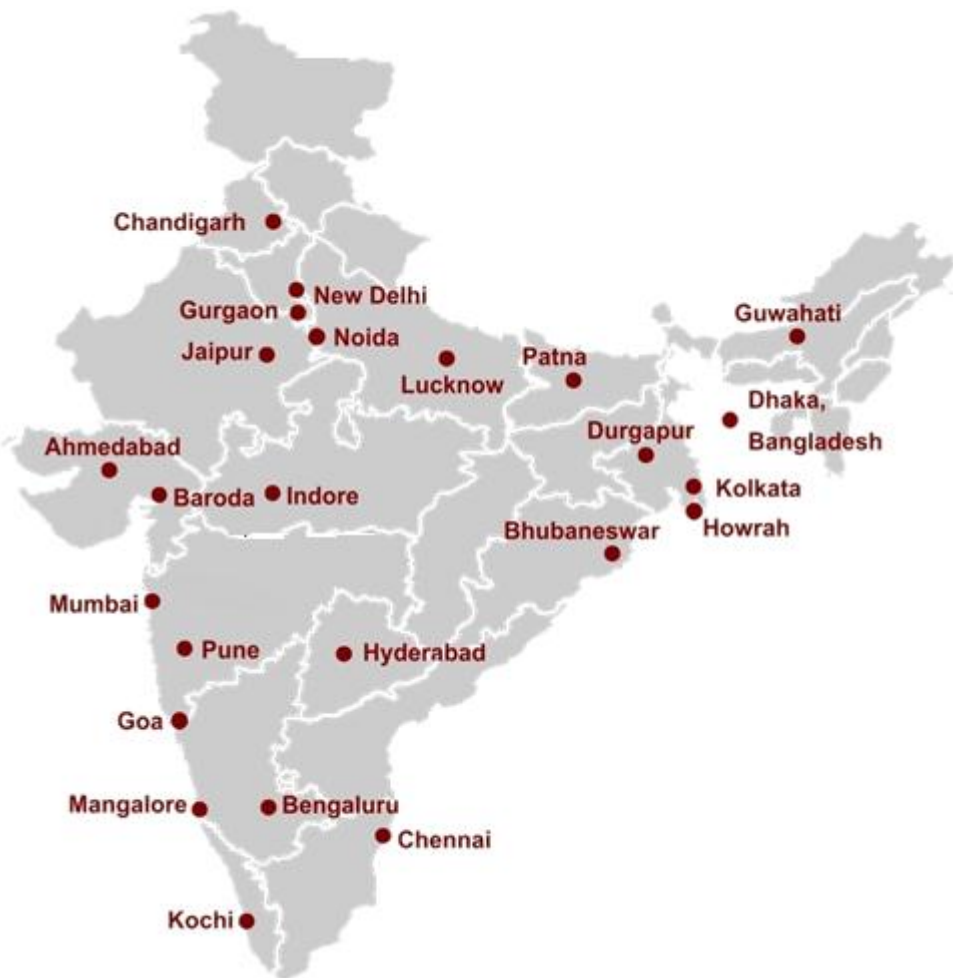 Chandigarh
New Delhi
Gurgaon
Noida
Guwahati
Jaipur
Patna
Lucknow
Dhaka,
Bangladesh
Durgapur
Ahmedabad
Baroda
Indore
Kolkata
Howrah
Bhubaneswar
Mumbai
Pune
Hyderabad
Goa
Mangalore
Bengaluru
Chennai
Kochi